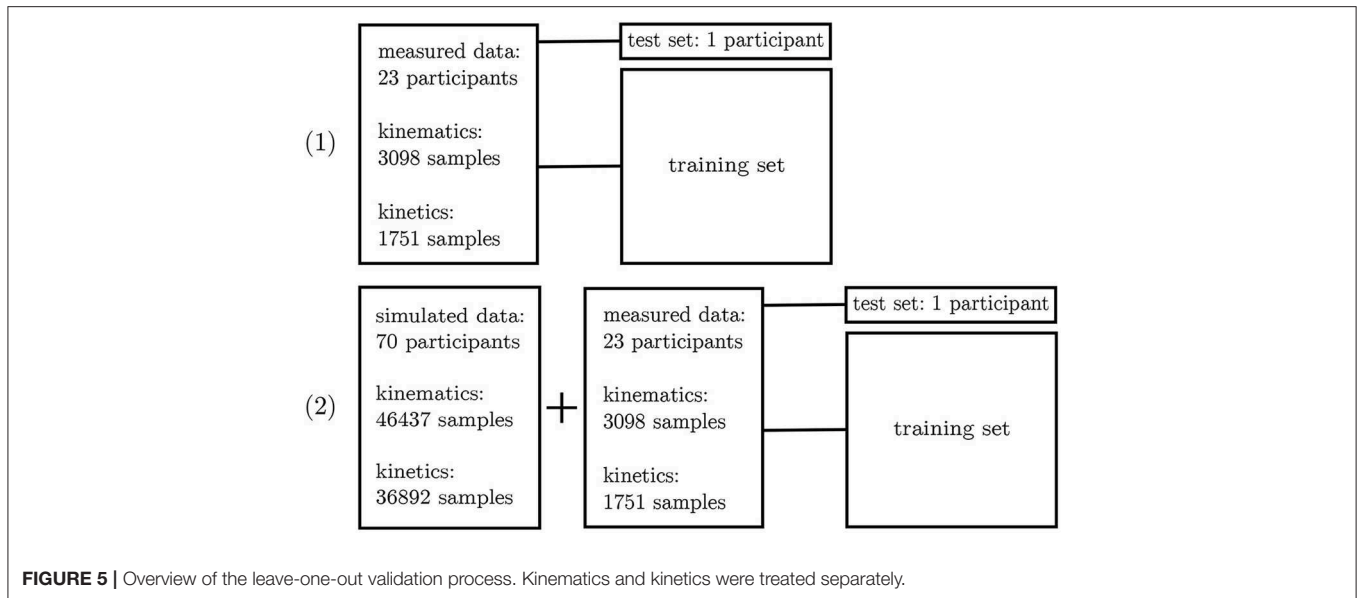 (1)
measured data:
23 participants
kinematics:
3098 samples
kinetics:
1751 samples
test set: 1 participant
training set
(2)
simulated data:
70 participants
kinematics:
46437 samples
kinetics:
36892 samples
+
measured data:
23 participants
kinematics:
3098 samples
kinetics:
1751 samples
test set: 1 participant
training set
FIGURE 5 | Overview of the leave-one-out validation process. Kinematics and kinetics were treated separately.